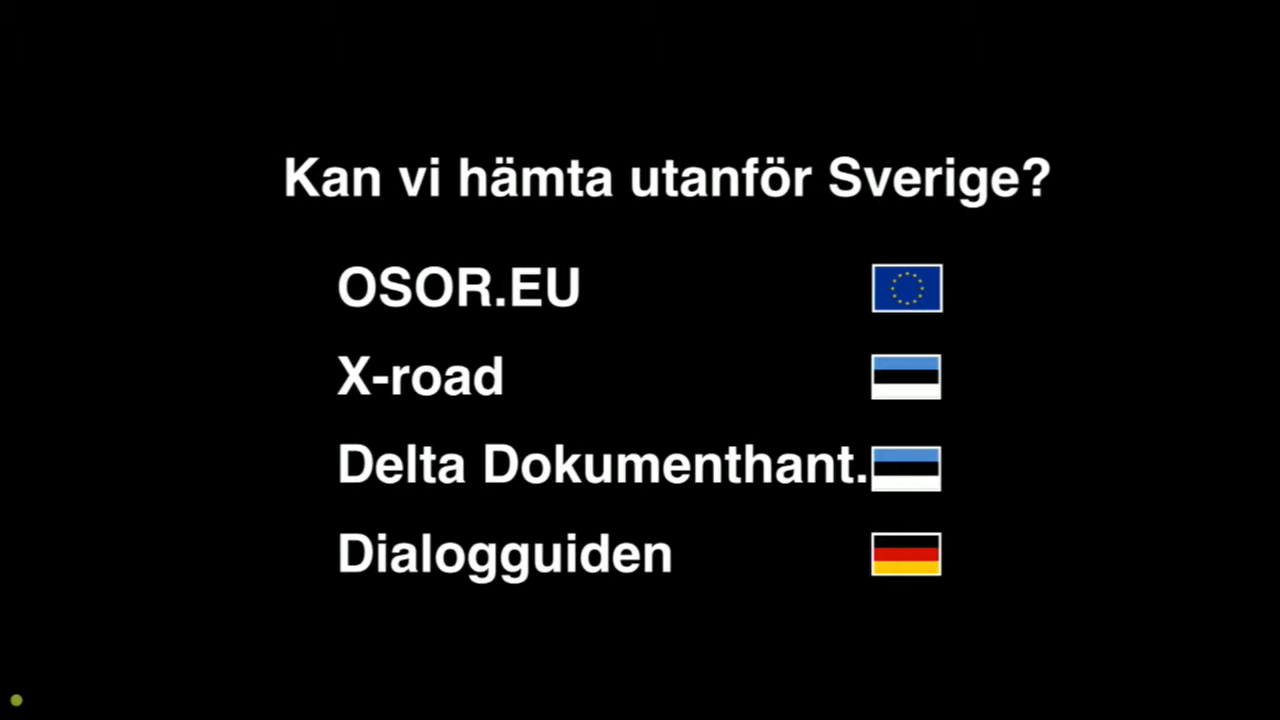 Kan vi hämta utanför Sverige?
OSOR.EU
X-road
Delta Dokumenthant.
Dialogguiden